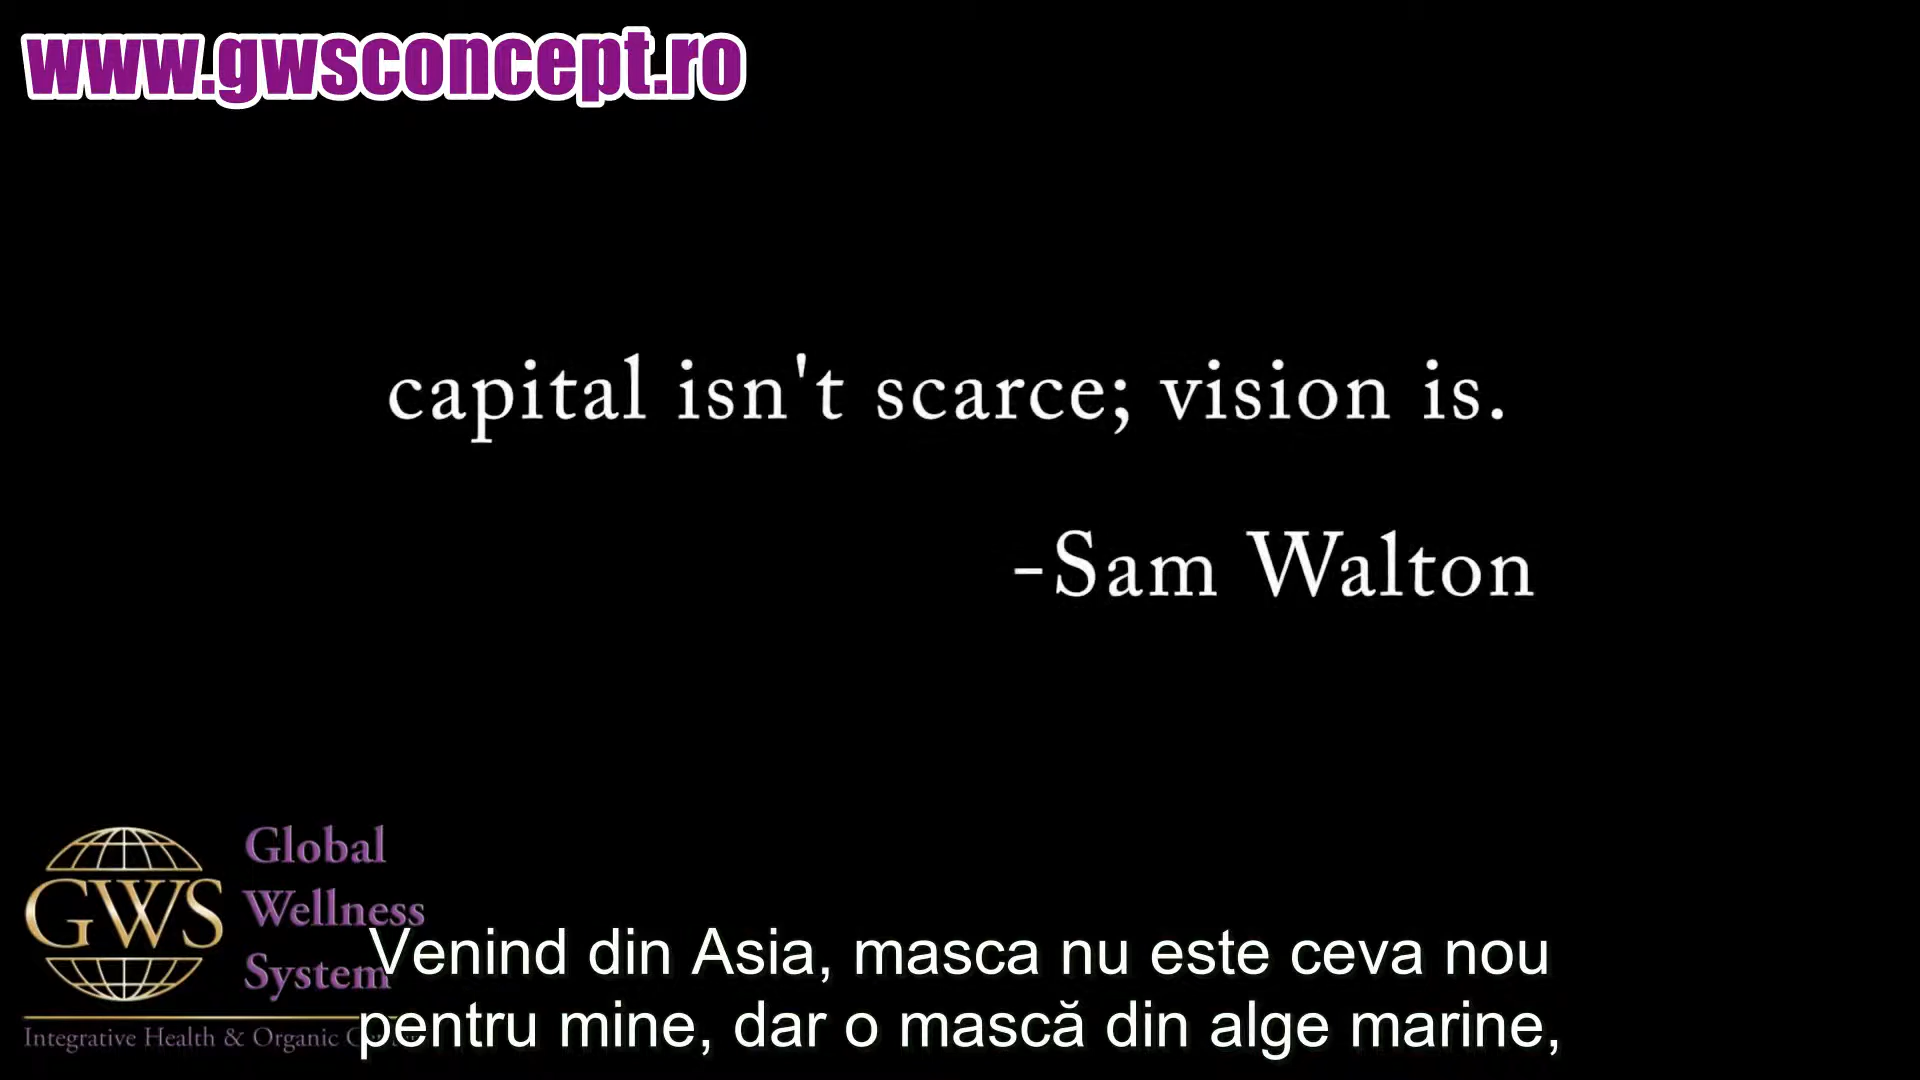 www.gwsconcept.ro
capital isn't scarce; vision is.
-Sam Walton
GWS
Global
Wellness
System
Integrative Health & Organic
Venind din Asia, masca nu este ceva nou
pentru mine, dar o mască din alge marine,